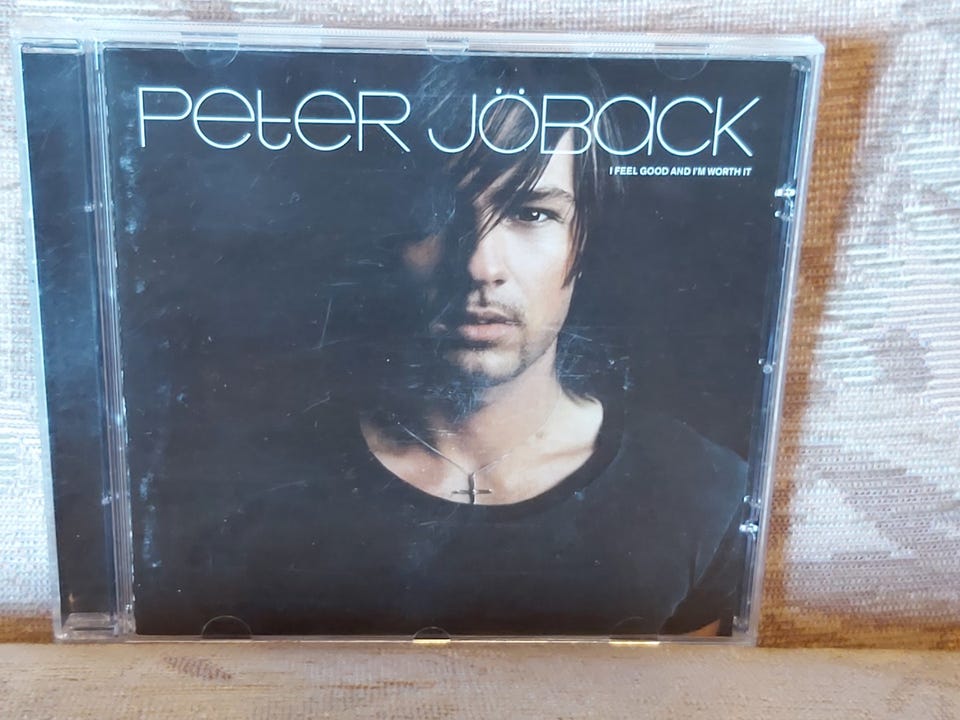 Peter Jöback
I FEEL GOOD AND I'M WORTH IT